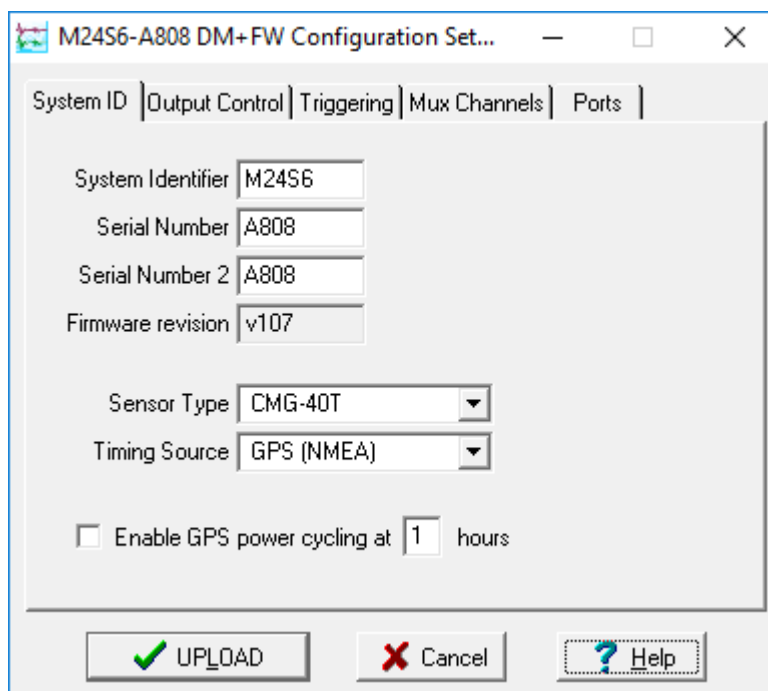 M24S6-A808 DM+FW Configuration Set...
System ID Output Control Triggering Mux Channels Ports
System Identifier M24S6
Serial Number A808
Serial Number 2 A808
Firmware revision v107
Sensor Type CMG-40T
Timing Source GPS (NMEA)
Enable GPS power cycling at 1 hours
UPLOAD Cancel Help